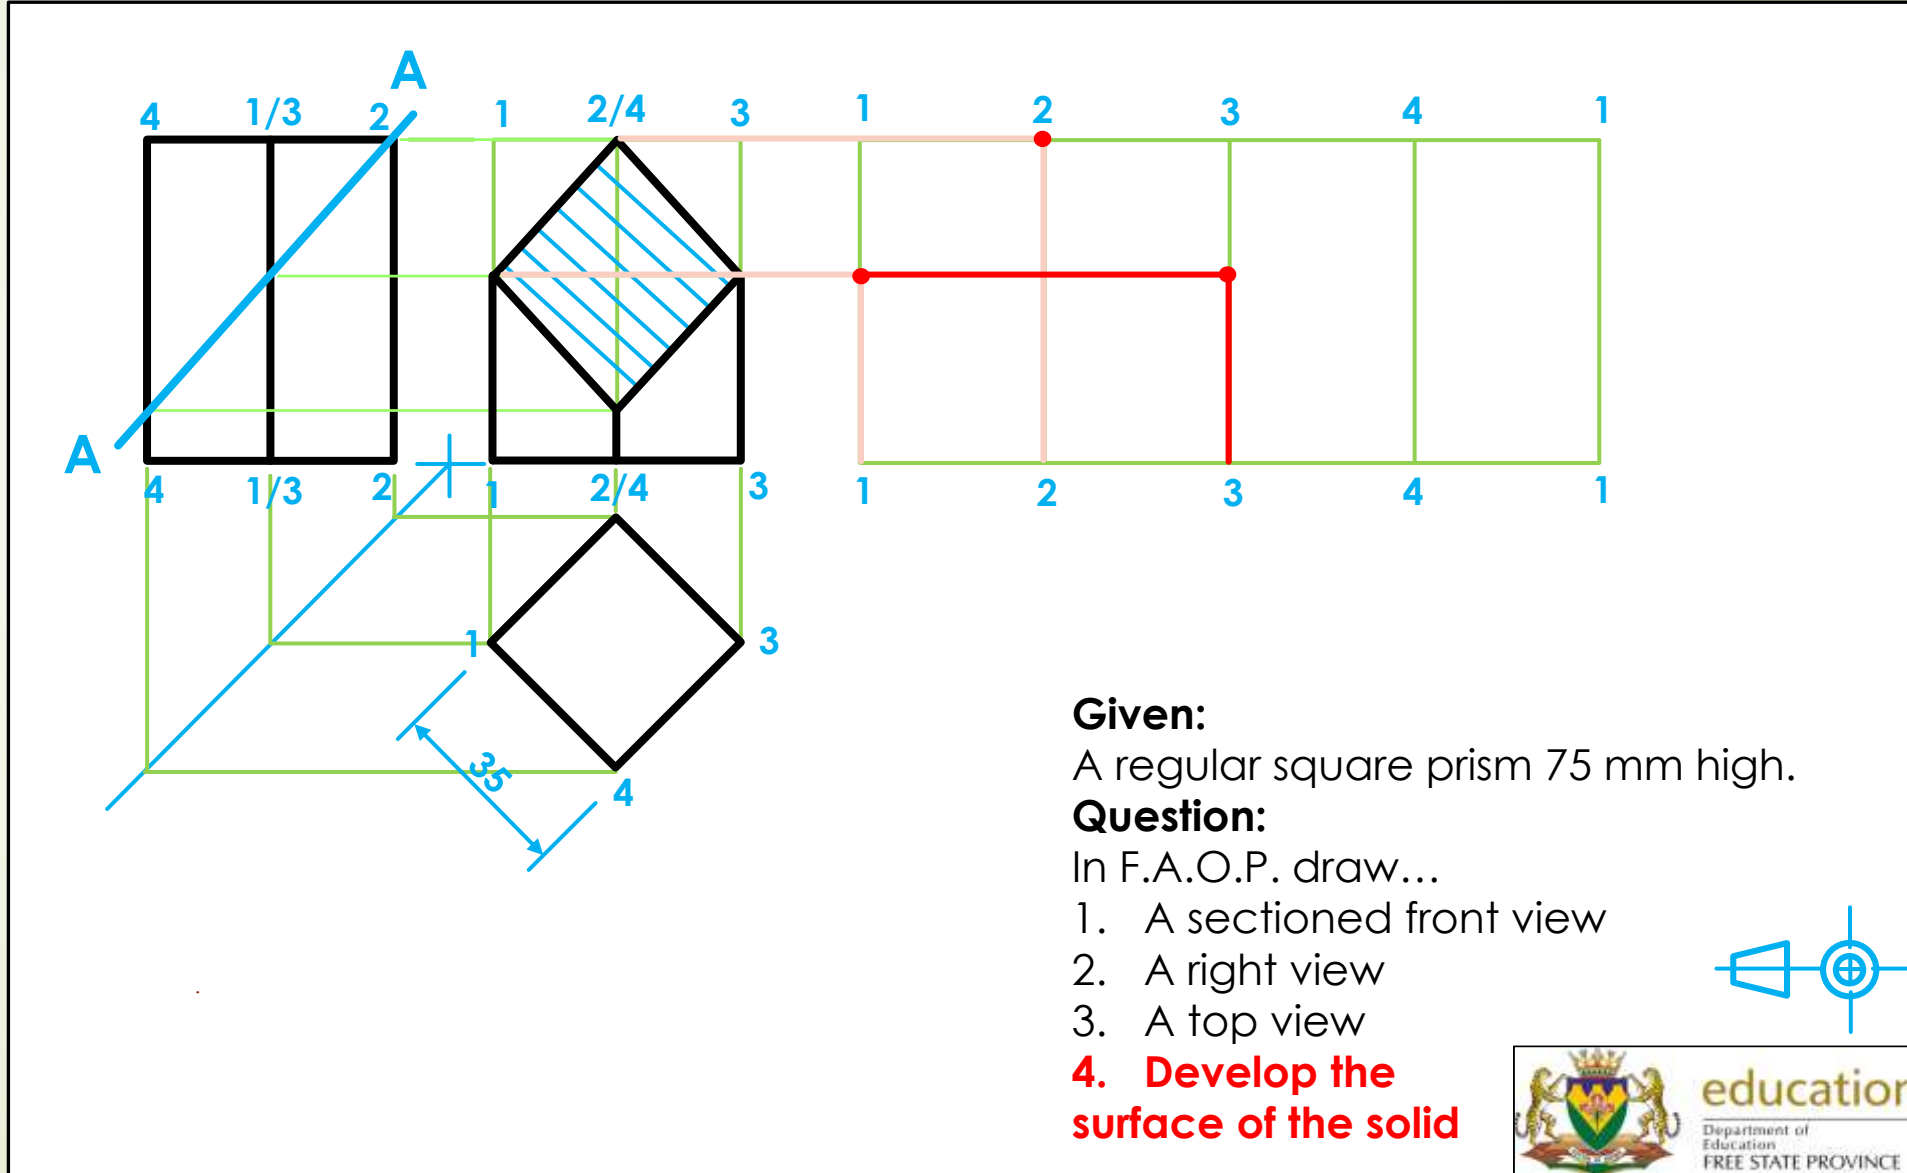 A
4 1/3 2 1 2/4 3 1 2 3 4 1
A
4 1/3 2 1 2/4 3 1 2 3 4 1
1 3
35
4
Given:
A regular square prism 75 mm high.
Question:
In F.A.O.P. draw…
1. A sectioned front view
2. A right view
3. A top view
4. Develop the
surface of the solid
education
Department of
Education
FREE STATE PROVINCE